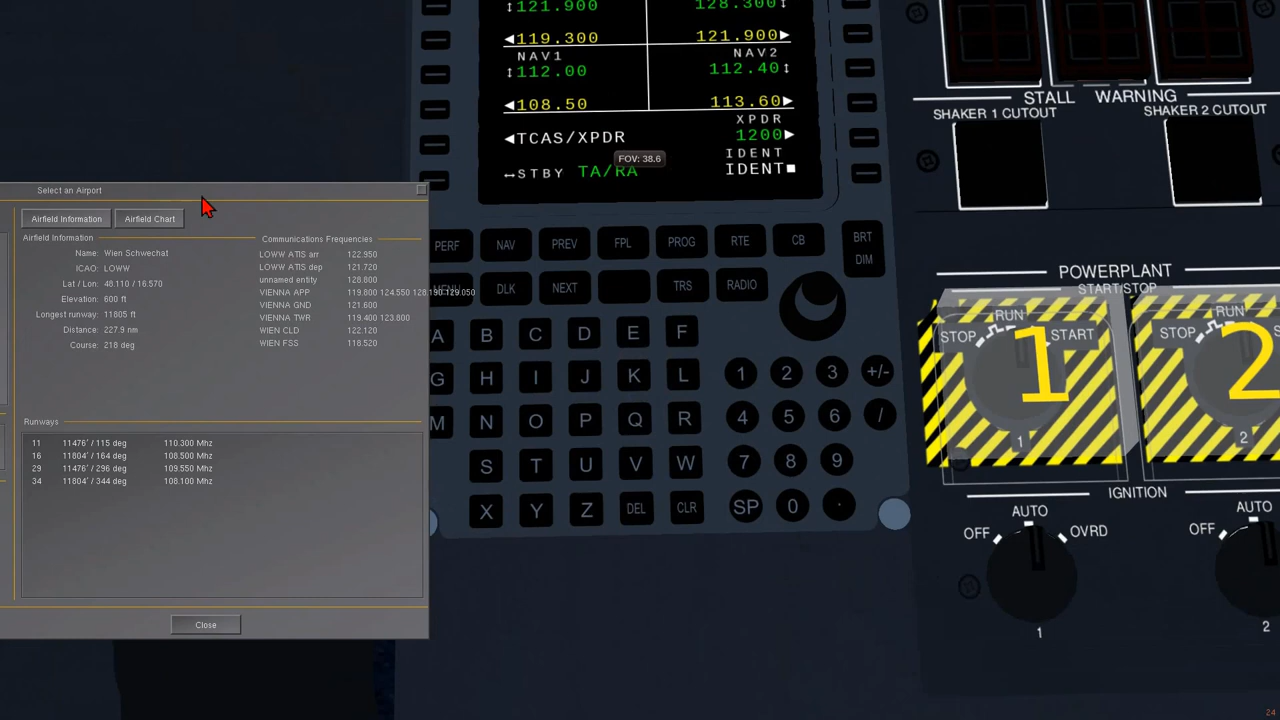 ↕121.900 128.300↕
◀119.300 121.900▶
NAV1 NAV2
↕112.00 112.40↕
◀108.50 113.60▶
XPDR
◀TCAS/XPDR 1200▶
IDENT
↔STBY TA/RA IDENT■
FOV: 38.6
PERF NAV PREV FPL PROG RTE CB
BRT
DIM
DLK NEXT TRS RADIO
A B C D E F
G H I J K L 1 2 3 +/-
M N O P Q R 4 5 6 /
S T U V W 7 8 9
X Y Z DEL CLR SP 0 .
STALL WARNING
SHAKER 1 CUTOUT SHAKER 2 CUTOUT
POWERPLANT
START/STOP
RUN RUN
STOP START STOP
1 2
1 2
IGNITION
AUTO AUTO
OFF OVRD OFF
1 2
Select an Airport
Airfield Information Airfield Chart
Airfield Information
Name: Wien Schwechat
ICAO: LOWW
Lat / Lon: 48.110 / 16.570
Elevation: 600 ft
Longest runway: 11805 ft
Distance: 227.9 nm
Course: 218 deg
Communications Frequencies
LOWW ATIS arr 122.950
LOWW ATIS dep 121.720
unnamed entity 128.800
VIENNA APP 119.800 124.550 128.190 129.050
VIENNA GND 121.600
VIENNA TWR 119.400 123.800
WIEN CLD 122.120
WIEN FSS 118.520
Runways
11 11476' / 115 deg 110.300 Mhz
16 11804' / 164 deg 108.500 Mhz
29 11476' / 296 deg 109.550 Mhz
34 11804' / 344 deg 108.100 Mhz
Close
24